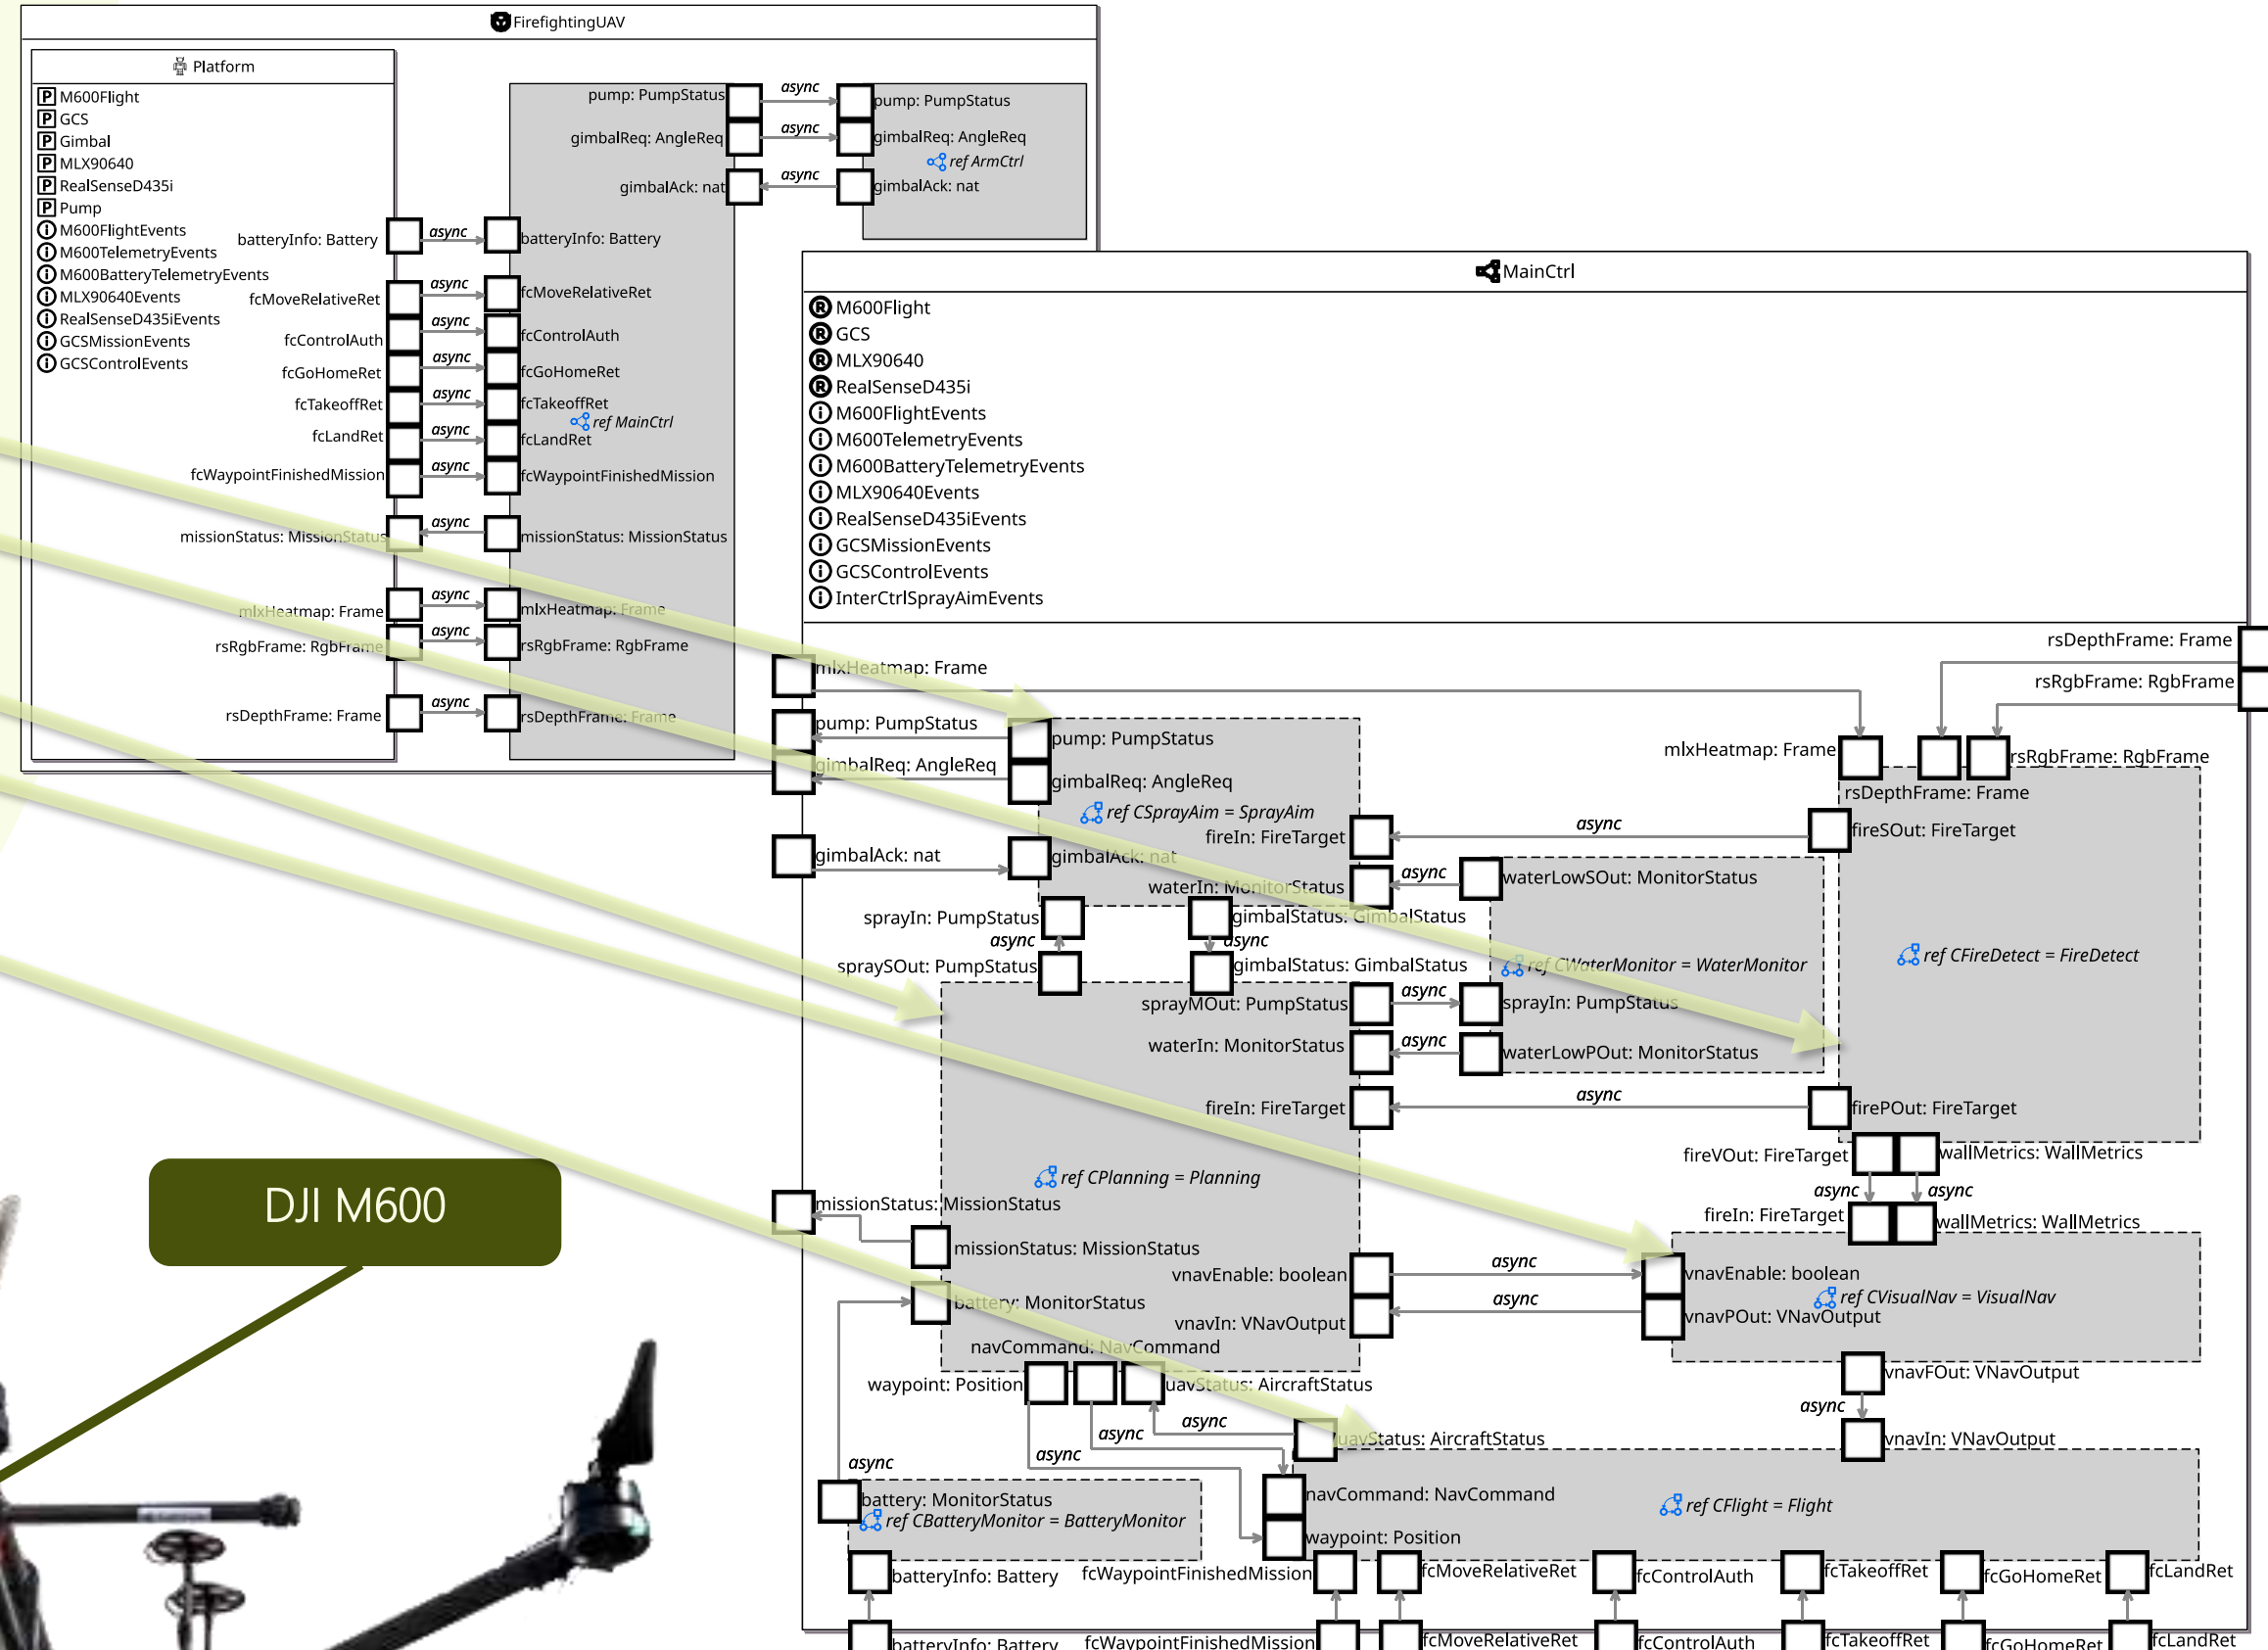 FirefightingUAV
Platform
P M600Flight
P GCS
P Gimbal
P MLX90640
P RealSenseD435i
P Pump
i M600FlightEvents
i M600TelemetryEvents
i M600BatteryTelemetryEvents
i MLX90640Events
i RealSenseD435iEvents
i GCSMissionEvents
i GCSControlEvents
batteryInfo: Battery
fcMoveRelativeRet
fcControlAuth
fcGoHomeRet
fcTakeoffRet
fcLandRet
fcWaypointFinishedMission
missionStatus: MissionStatus
mlxHeatmap: Frame
rsRgbFrame: RgbFrame
rsDepthFrame: Frame
async
async
async
async
async
async
async
async
async
async
async
pump: PumpStatus
gimbalReq: AngleReq
gimbalAck: nat
batteryInfo: Battery
fcMoveRelativeRet
fcControlAuth
fcGoHomeRet
fcTakeoffRet
ref MainCtrl
fcLandRet
fcWaypointFinishedMission
missionStatus: MissionStatus
mlxHeatmap: Frame
rsRgbFrame: RgbFrame
rsDepthFrame: Frame
async
async
async
pump: PumpStatus
gimbalReq: AngleReq
ref ArmCtrl
gimbalAck: nat
MainCtrl
R M600Flight
R GCS
R MLX90640
R RealSenseD435i
i M600FlightEvents
i M600TelemetryEvents
i M600BatteryTelemetryEvents
i MLX90640Events
i RealSenseD435iEvents
i GCSMissionEvents
i GCSControlEvents
i InterCtrlSprayAimEvents
rsDepthFrame: Frame
rsRgbFrame: RgbFrame
mlxHeatmap: Frame
pump: PumpStatus
gimbalReq: AngleReq
gimbalAck: nat
pump: PumpStatus
gimbalReq: AngleReq
ref CSprayAim = SprayAim
fireIn: FireTarget
gimbalAck: nat
waterIn: MonitorStatus
sprayIn: PumpStatus
gimbalStatus: GimbalStatus
async
async
spraySOut: PumpStatus
gimbalStatus: GimbalStatus
mlxHeatmap: Frame
rsRgbFrame: RgbFrame
rsDepthFrame: Frame
async
fireSOut: FireTarget
async
waterLowSOut: MonitorStatus
ref CWaterMonitor = WaterMonitor
ref CFireDetect = FireDetect
sprayMOut: PumpStatus
async
sprayIn: PumpStatus
waterIn: MonitorStatus
async
waterLowPOut: MonitorStatus
fireIn: FireTarget
async
firePOut: FireTarget
fireVOut: FireTarget
wallMetrics: WallMetrics
async
async
fireIn: FireTarget
wallMetrics: WallMetrics
ref CPlanning = Planning
missionStatus: MissionStatus
missionStatus: MissionStatus
vnavEnable: boolean
async
vnavEnable: boolean
ref CVisualNav = VisualNav
battery: MonitorStatus
vnavIn: VNavOutput
async
vnavPOut: VNavOutput
navCommand: NavCommand
waypoint: Position
uavStatus: AircraftStatus
vnavFOut: VNavOutput
async
async
async
async
uavStatus: AircraftStatus
vnavIn: VNavOutput
async
battery: MonitorStatus
ref CBatteryMonitor = BatteryMonitor
navCommand: NavCommand
ref CFlight = Flight
waypoint: Position
batteryInfo: Battery
fcWaypointFinishedMission
fcMoveRelativeRet
fcControlAuth
fcTakeoffRet
fcGoHomeRet
fcLandRet
batteryInfo: Battery
fcWaypointFinishedMission
fcMoveRelativeRet
fcControlAuth
fcTakeoffRet
fcGoHomeRet
fcLandRet
DJI M600